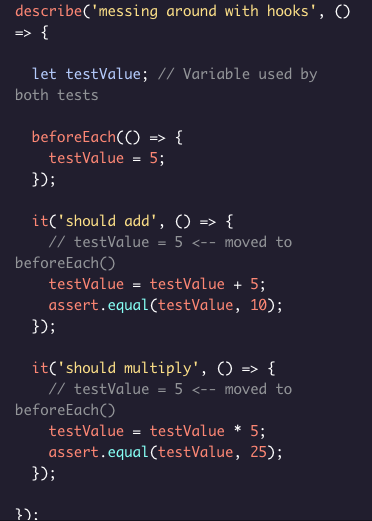 describe('messing around with hooks', ()
=> {
let testValue; // Variable used by
both tests
beforeEach(() => {
testValue = 5;
});
it('should add', () => {
// testValue = 5 <-- moved to
beforeEach()
testValue = testValue + 5;
assert.equal(testValue, 10);
});
it('should multiply', () => {
// testValue = 5 <-- moved to
beforeEach()
testValue = testValue * 5;
assert.equal(testValue, 25);
});
});